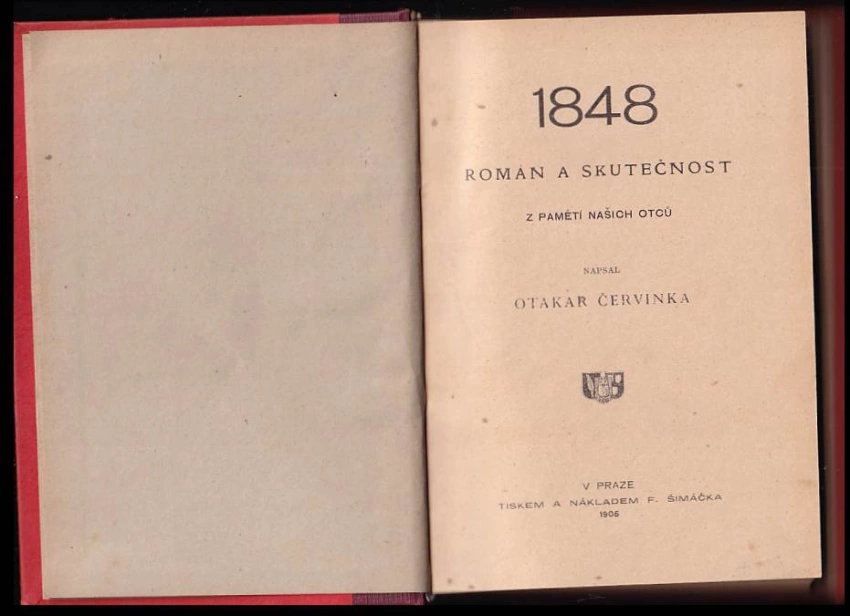 1848
ROMÁN A SKUTEČNOST
Z PAMĚTÍ NAŠICH OTCŮ
NAPSAL
OTAKAR ČERVINKA
V PRAZE
TISKEM A NÁKLADEM F. ŠIMÁČKA
1906